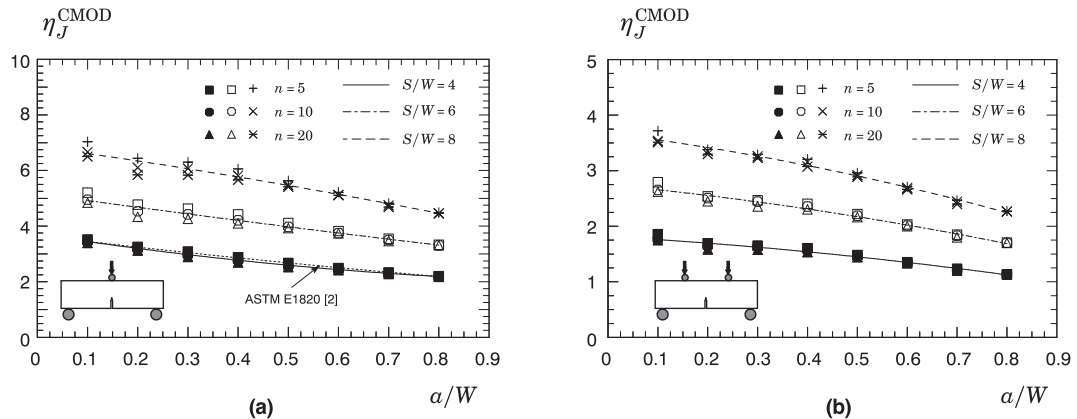 η_J^CMOD
10
8
6
4
2
0
0 0.1 0.2 0.3 0.4 0.5 0.6 0.7 0.8 0.9
a/W
n = 5
n = 10
n = 20
S/W = 4
S/W = 6
S/W = 8
ASTM E1820 [2]
(a)
η_J^CMOD
5
4
3
2
1
0
0 0.1 0.2 0.3 0.4 0.5 0.6 0.7 0.8 0.9
a/W
n = 5
n = 10
n = 20
S/W = 4
S/W = 6
S/W = 8
(b)